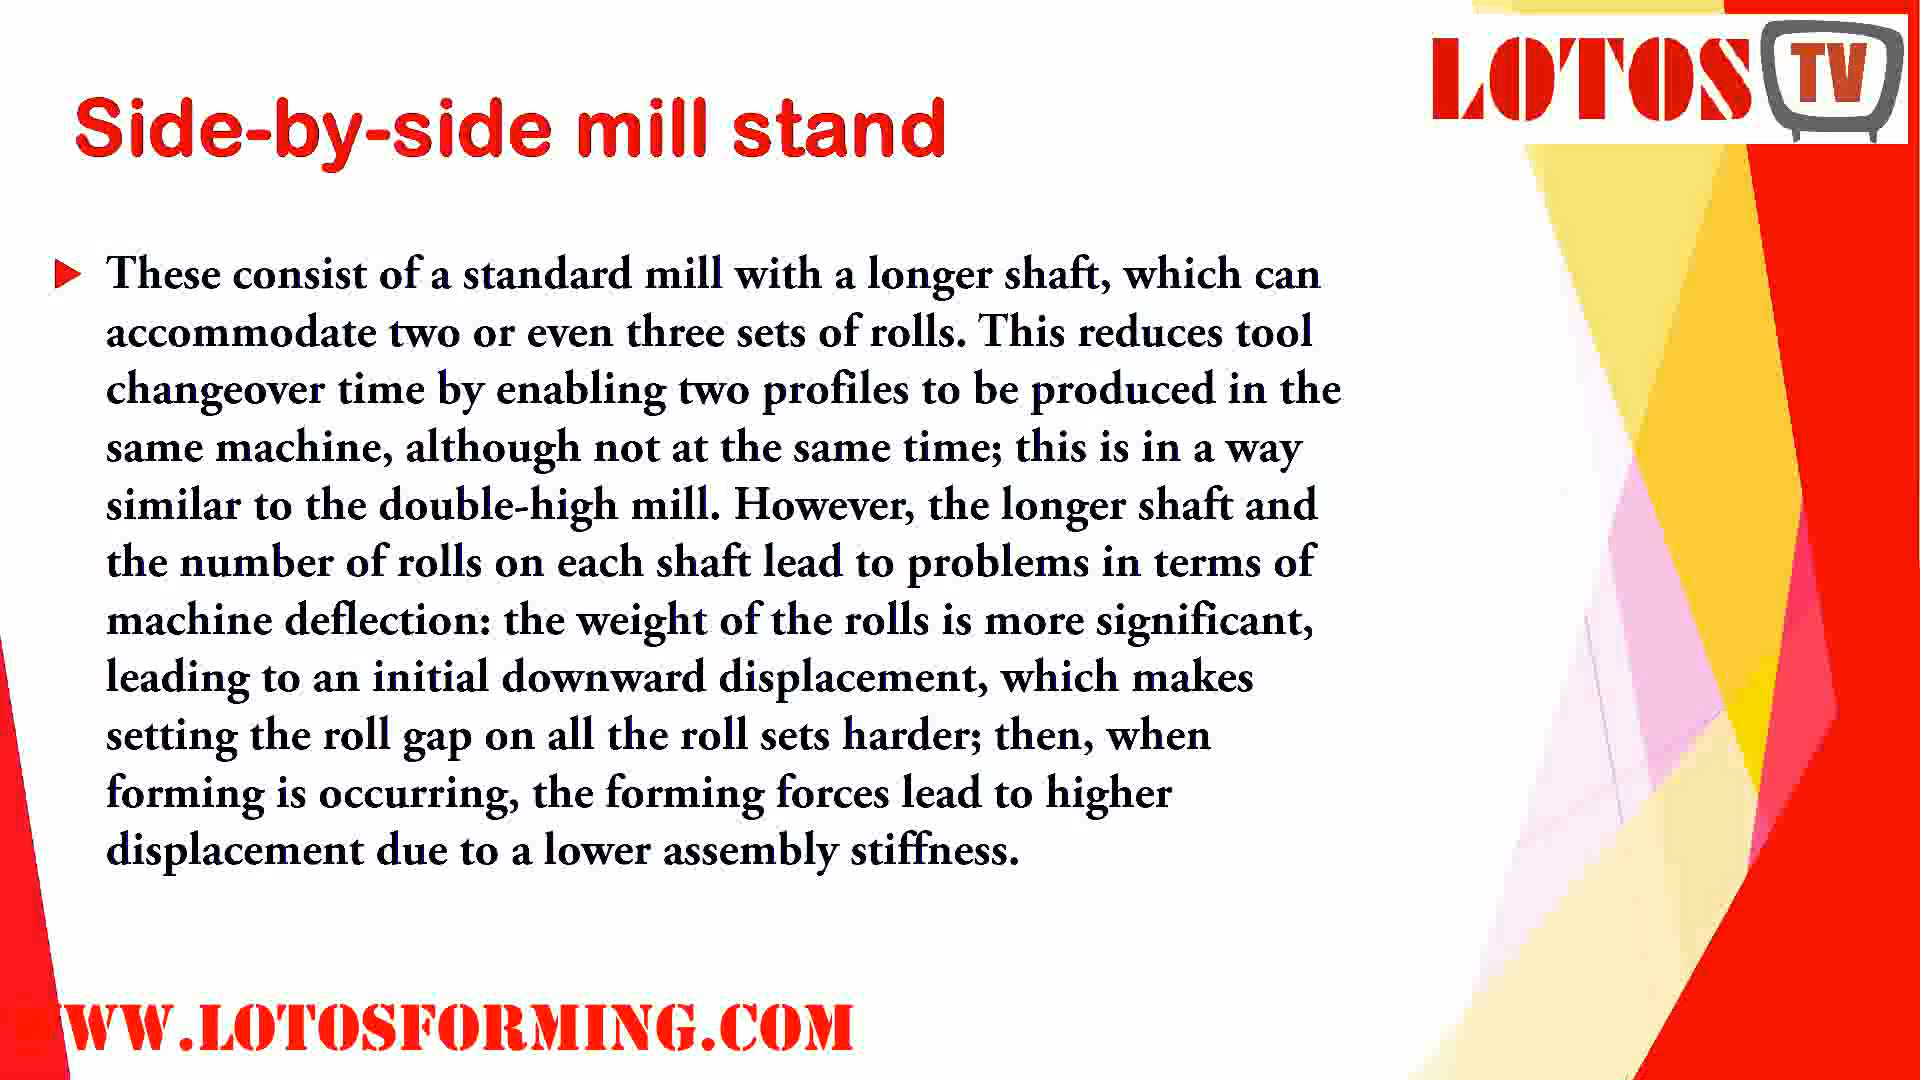 LOTOS TV
Side-by-side mill stand
These consist of a standard mill with a longer shaft, which can
accommodate two or even three sets of rolls. This reduces tool
changeover time by enabling two profiles to be produced in the
same machine, although not at the same time; this is in a way
similar to the double-high mill. However, the longer shaft and
the number of rolls on each shaft lead to problems in terms of
machine deflection: the weight of the rolls is more significant,
leading to an initial downward displacement, which makes
setting the roll gap on all the roll sets harder; then, when
forming is occurring, the forming forces lead to higher
displacement due to a lower assembly stiffness.
WW.LOTOSFORMING.COM